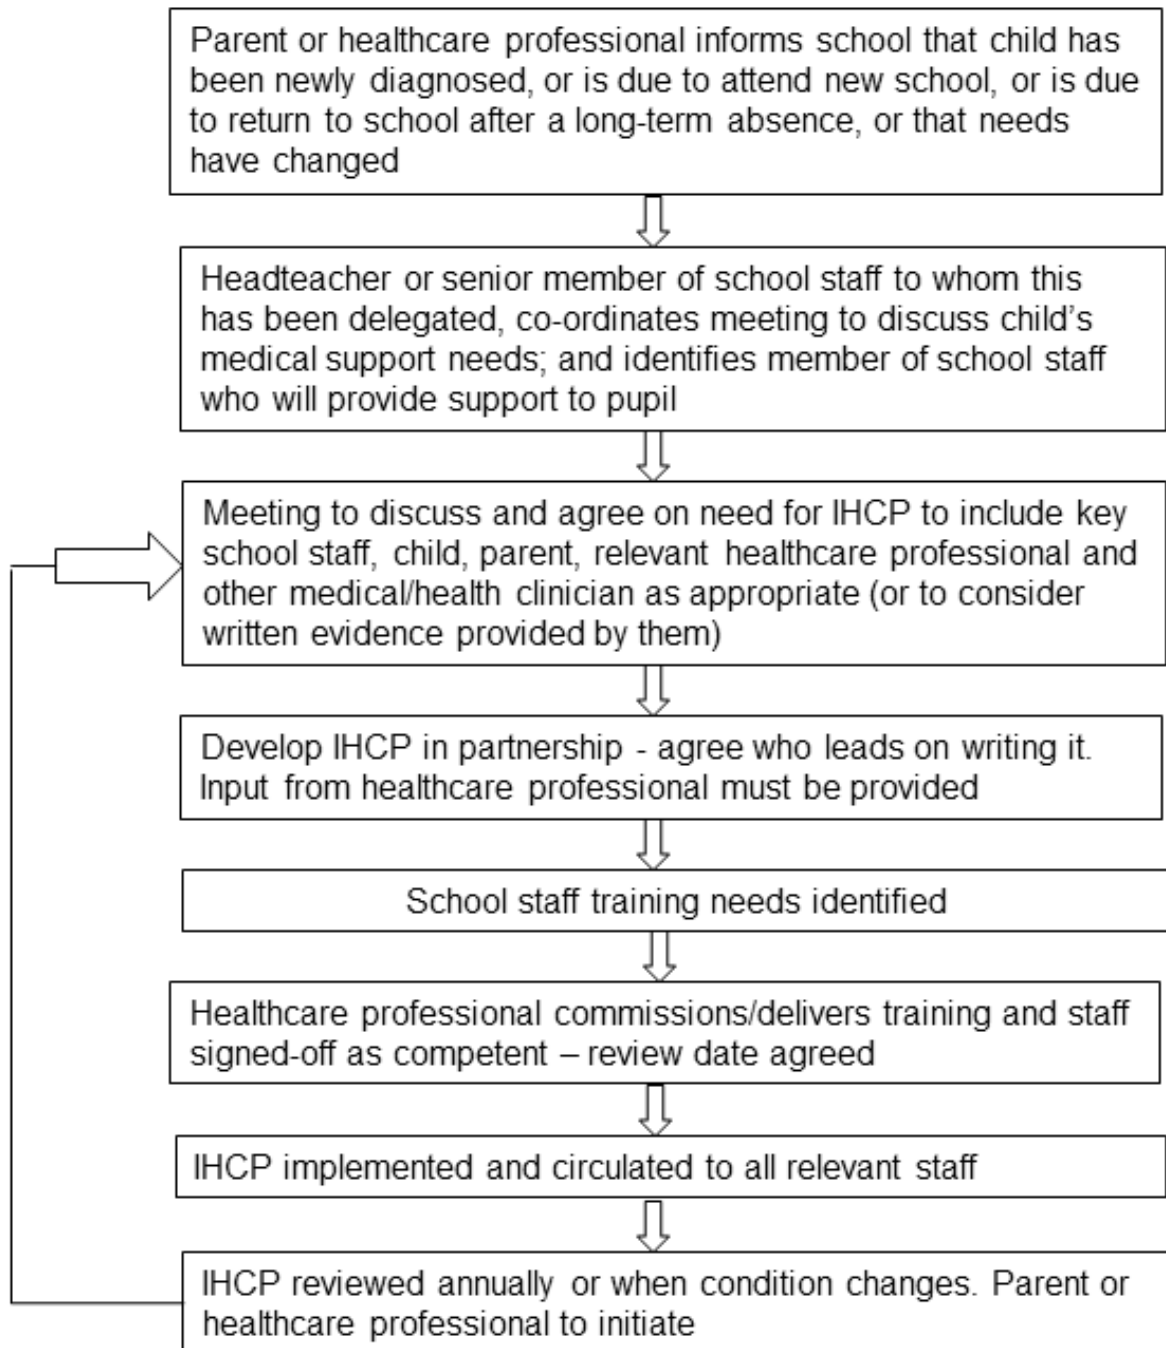 Parent or healthcare professional informs school that child has
been newly diagnosed, or is due to attend new school, or is due
to return to school after a long-term absence, or that needs
have changed
Headteacher or senior member of school staff to whom this
has been delegated, co-ordinates meeting to discuss child's
medical support needs; and identifies member of school staff
who will provide support to pupil
Meeting to discuss and agree on need for IHCP to include key
school staff, child, parent, relevant healthcare professional and
other medical/health clinician as appropriate (or to consider
written evidence provided by them)
Develop IHCP in partnership - agree who leads on writing it.
Input from healthcare professional must be provided
School staff training needs identified
Healthcare professional commissions/delivers training and staff
signed-off as competent – review date agreed
IHCP implemented and circulated to all relevant staff
IHCP reviewed annually or when condition changes. Parent or
healthcare professional to initiate